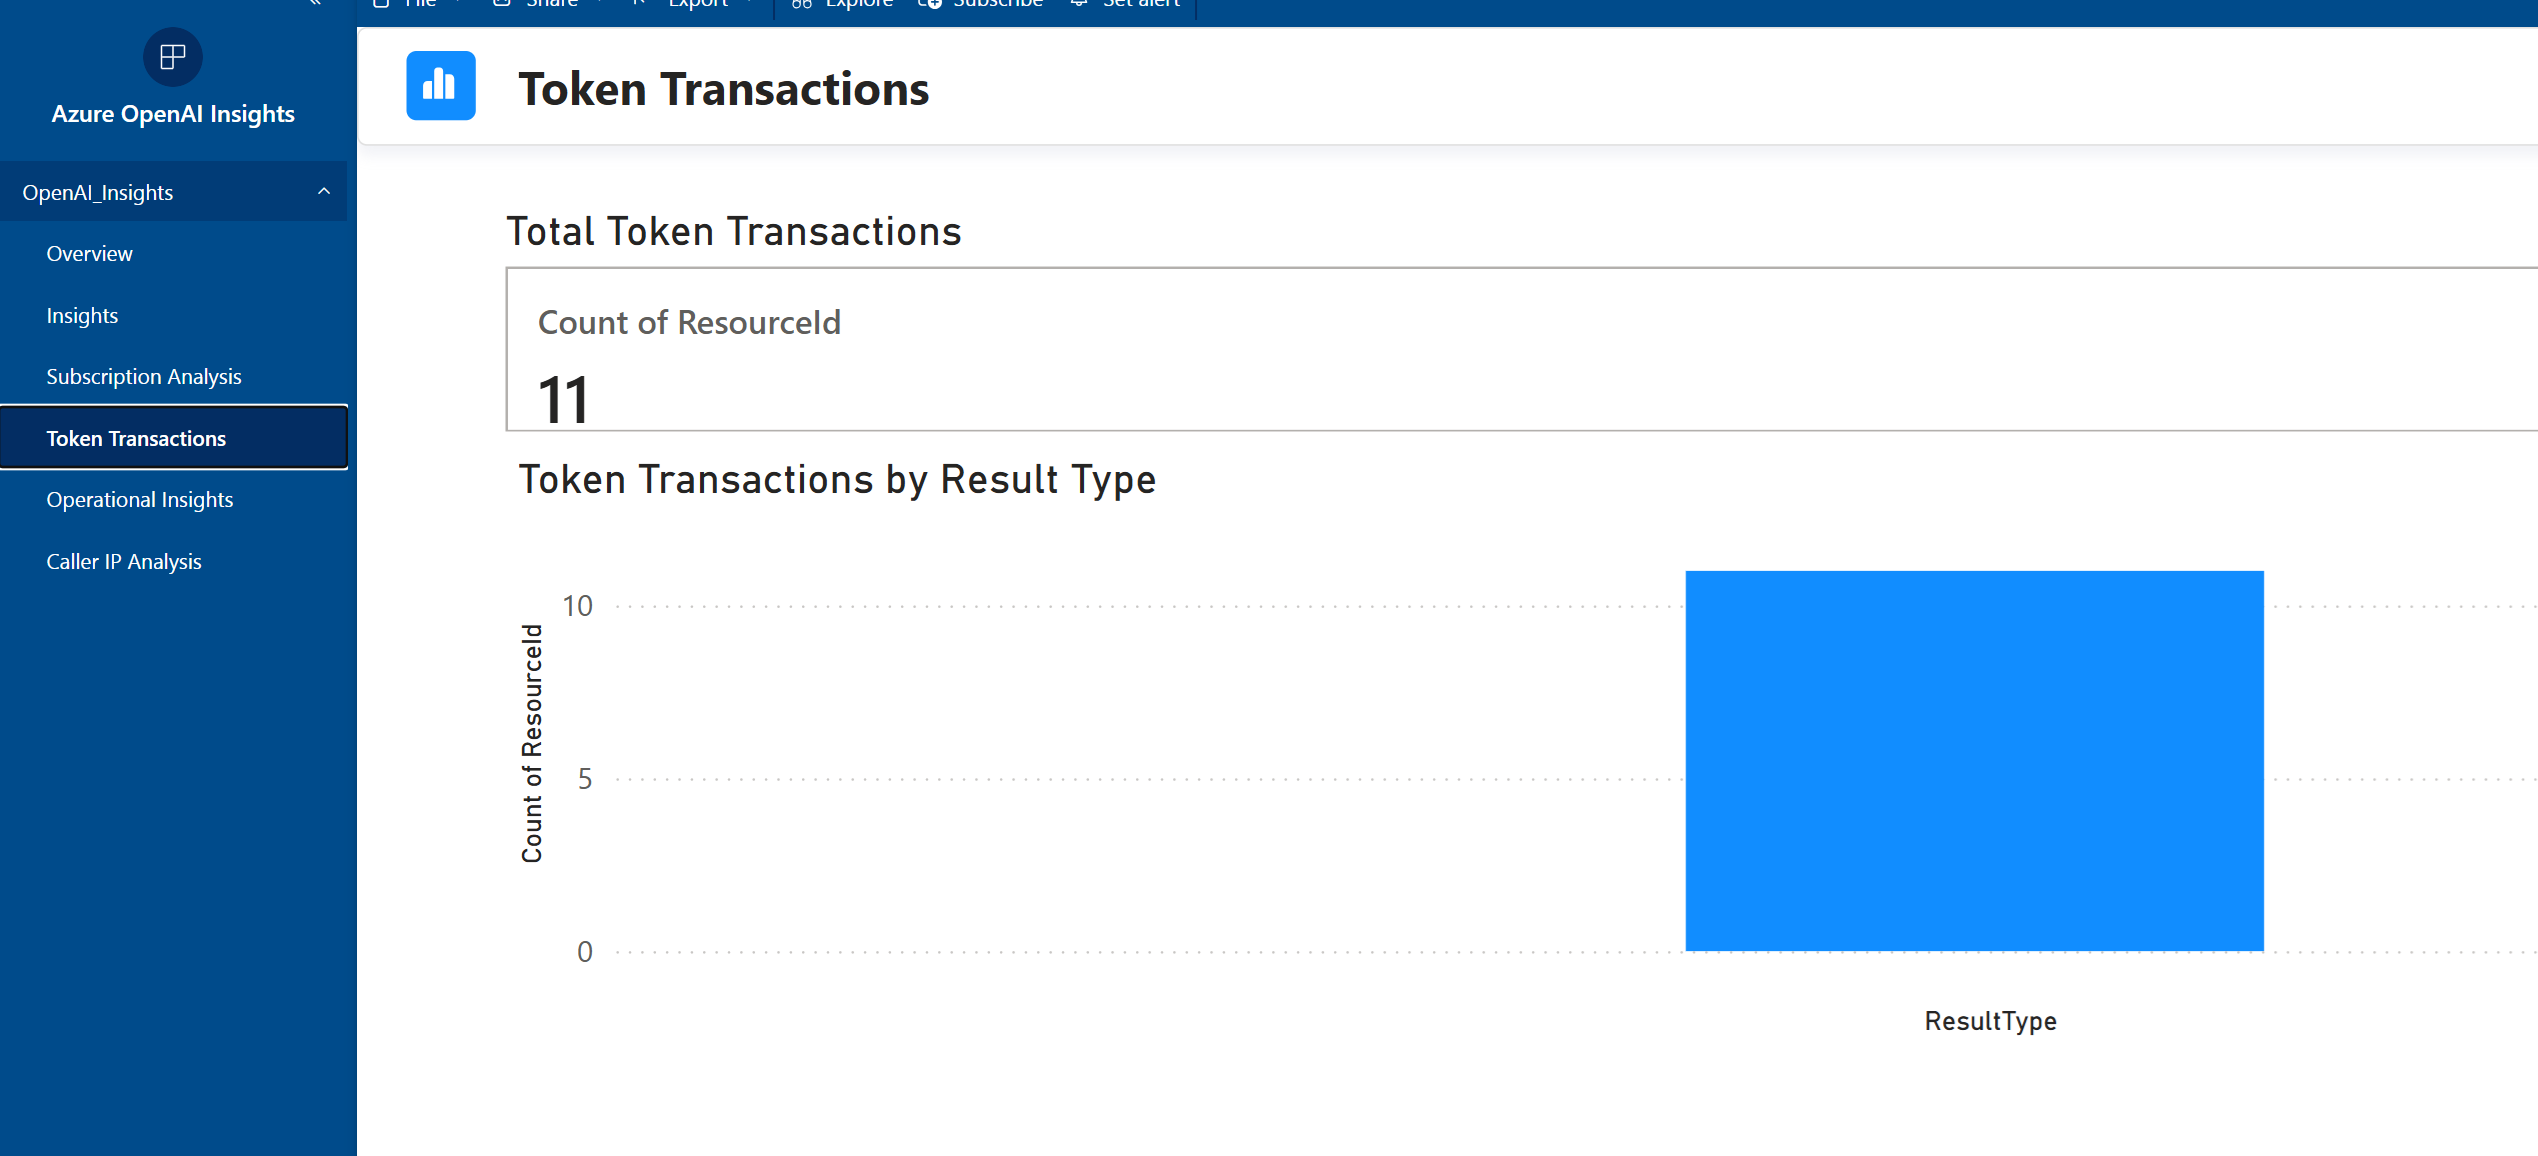 File Share Export Explore Subscribe Set alert
Azure OpenAI Insights
OpenAI_Insights
Overview
Insights
Subscription Analysis
Token Transactions
Operational Insights
Caller IP Analysis
Token Transactions
Total Token Transactions
Count of ResourceId
11
Token Transactions by Result Type
Count of ResourceId
10
5
0
ResultType